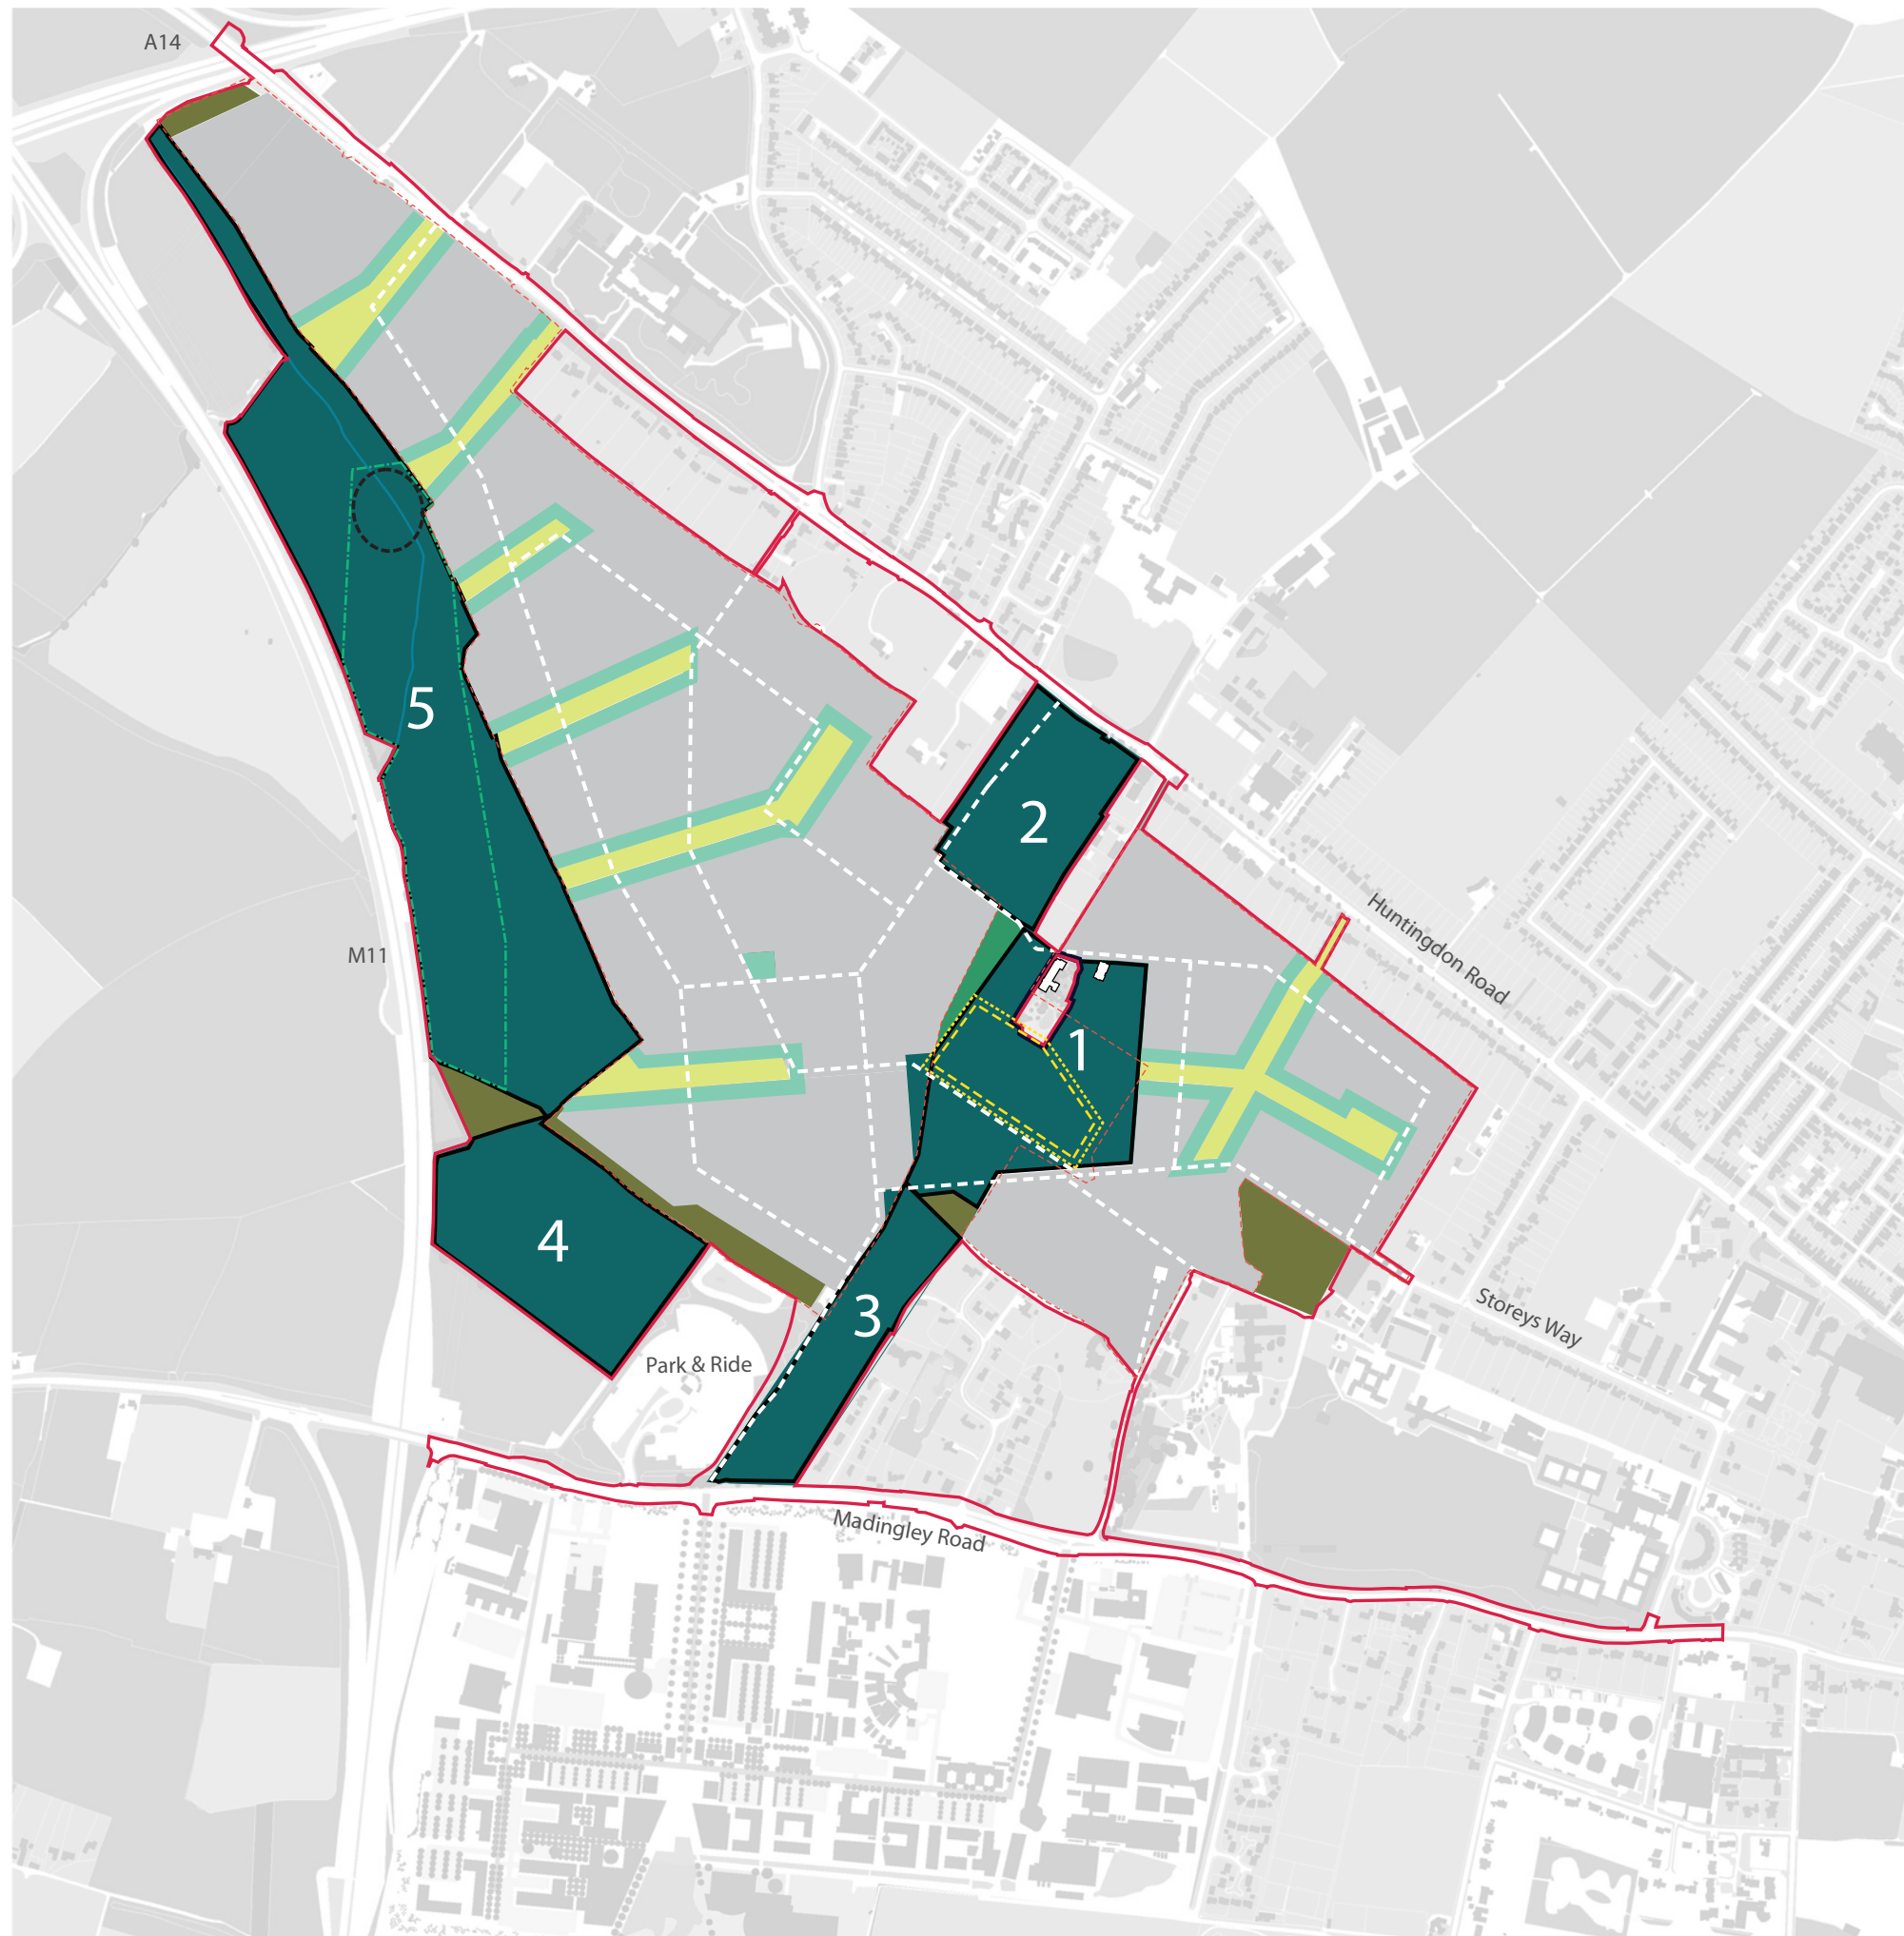 A14
5
2
Huntingdon Road
M11
1
4
3
Storeys Way
Park & Ride
Madingley Road